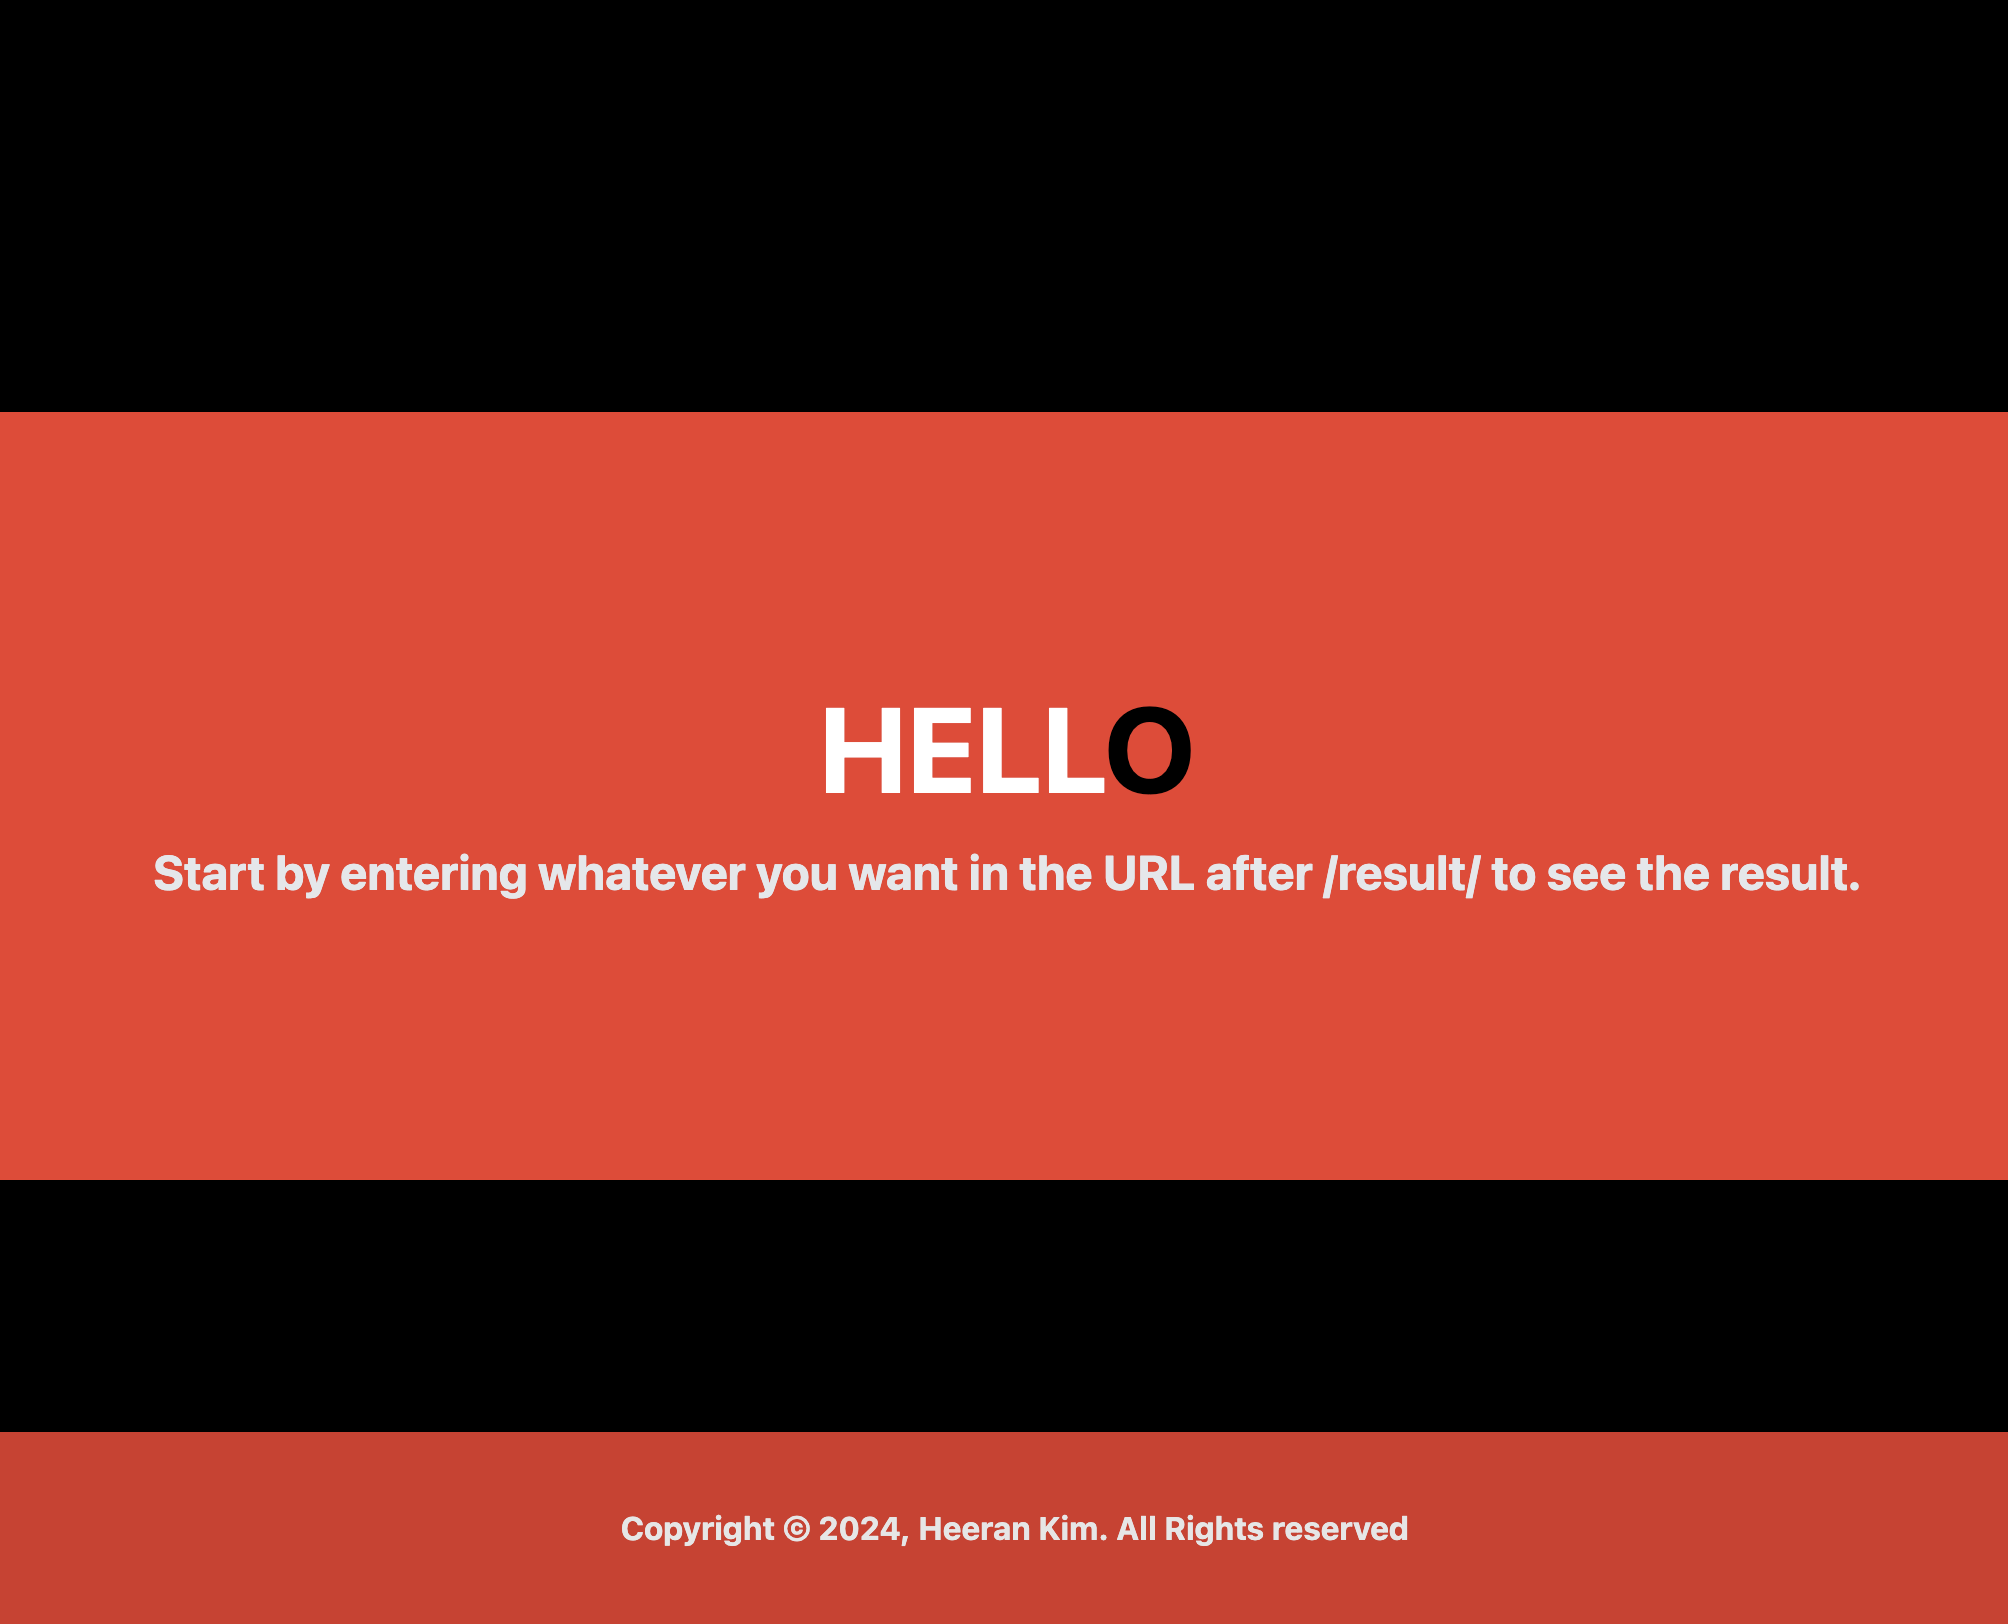 HELLO
Start by entering whatever you want in the URL after /result/ to see the result.
Copyright © 2024, Heeran Kim. All Rights reserved